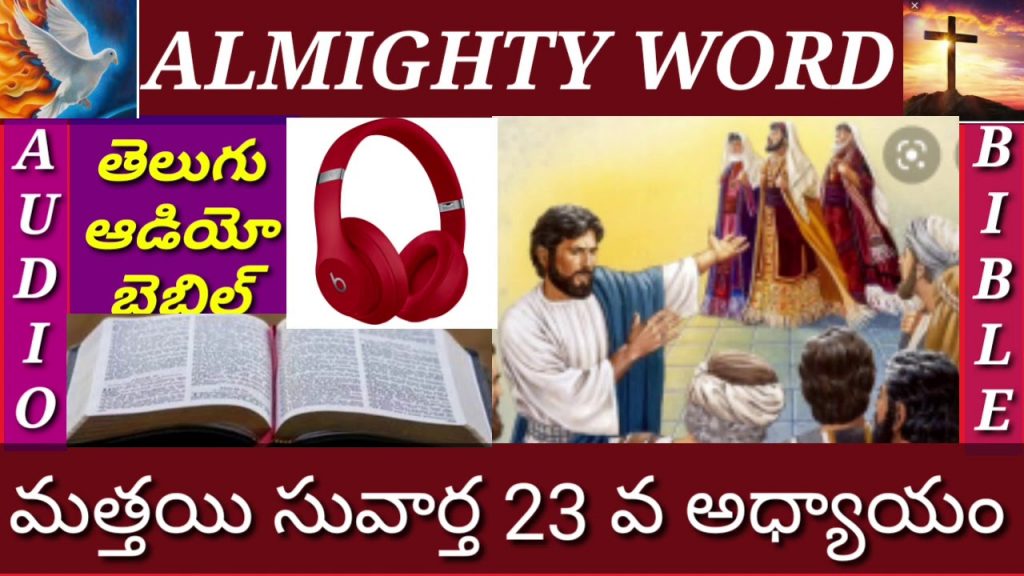 ALMIGHTY WORD
AUDIO
తెలుగు
ఆడియో
బైబిల్
BIBLE
మత్తయి సువార్త 23 వ అధ్యాయం